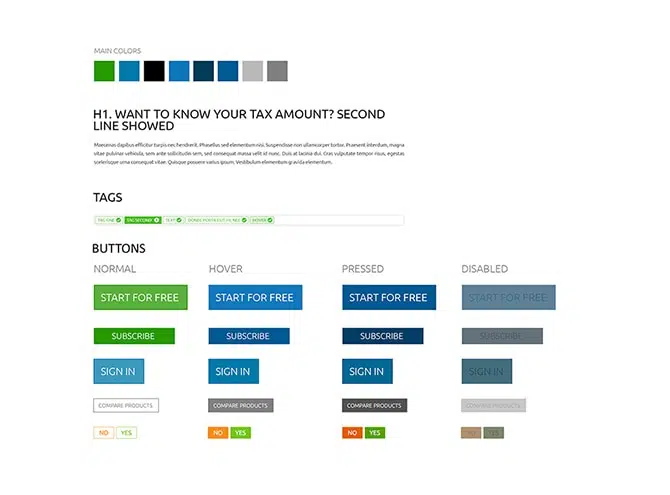 MAIN COLORS
H1. WANT TO KNOW YOUR TAX AMOUNT? SECOND
LINE SHOWED
Maecenas dapibus efficitur turpis nec hendrerit. Phasellus sed elementum nisi. Suspendisse non ullamcorper tortor. Praesent interdum, magna
vitae pulvinar vehicula, sem ante sollicitudin sem, sed consequat massa velit id nunc. Duis at lacinia dui. Cras vulputate tempor risus, egestas
scelerisque urna consequat vitae. Quisque posuere varius ipsum. Vestibulum elementum gravida elementum.
TAGS
TAG ONE TAG SECOND TEXT HOVER
BUTTONS
NORMAL HOVER PRESSED DISABLED
START FOR FREE START FOR FREE START FOR FREE START FOR FREE
SUBSCRIBE SUBSCRIBE SUBSCRIBE SUBSCRIBE
SIGN IN SIGN IN SIGN IN SIGN IN
COMPARE PRODUCTS COMPARE PRODUCTS COMPARE PRODUCTS COMPARE PRODUCTS
NO YES NO YES NO YES NO YES